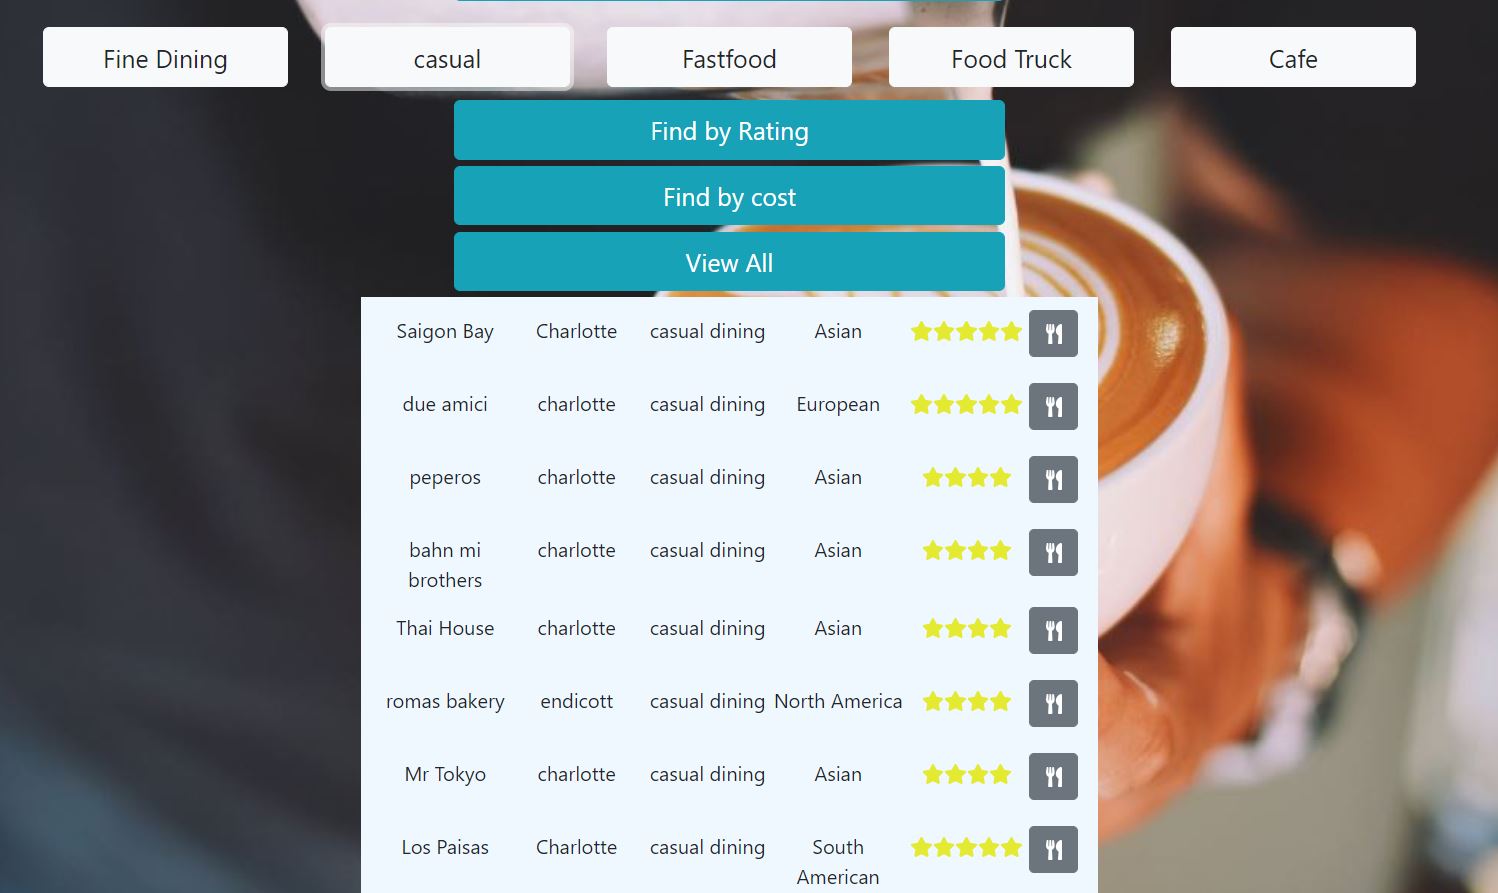 Fine Dining casual Fastfood Food Truck Cafe
Find by Rating
Find by cost
View All
Saigon Bay Charlotte casual dining Asian
due amici charlotte casual dining European
peperos charlotte casual dining Asian
bahn mi charlotte casual dining Asian
brothers
Thai House charlotte casual dining Asian
romas bakery endicott casual dining North America
Mr Tokyo charlotte casual dining Asian
Los Paisas Charlotte casual dining South
American